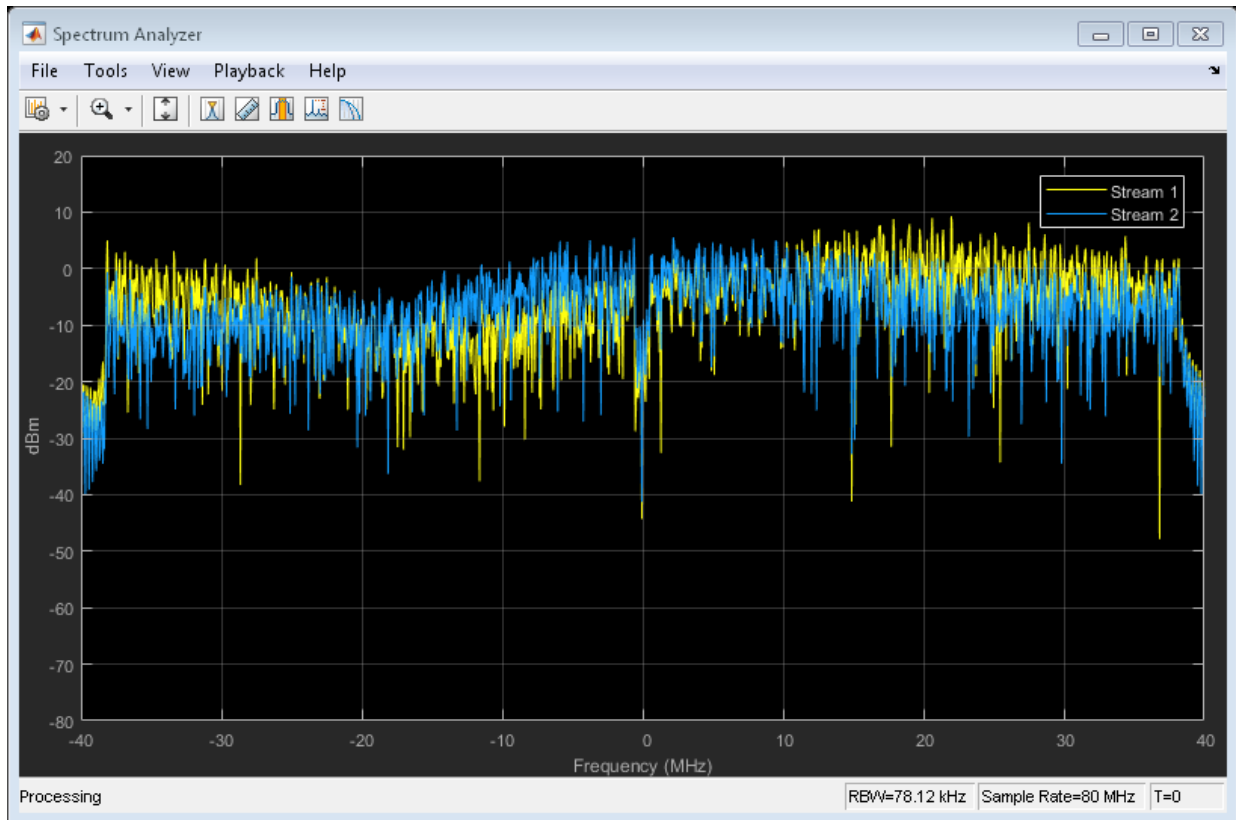 Spectrum Analyzer
File Tools View Playback Help
20
10
0
-10
-20
-30
-40
-50
-60
-70
-80
dBm
Stream 1
Stream 2
-40 -30 -20 -10 0 10 20 30 40
Frequency (MHz)
Processing RBW=78.12 kHz Sample Rate=80 MHz T=0